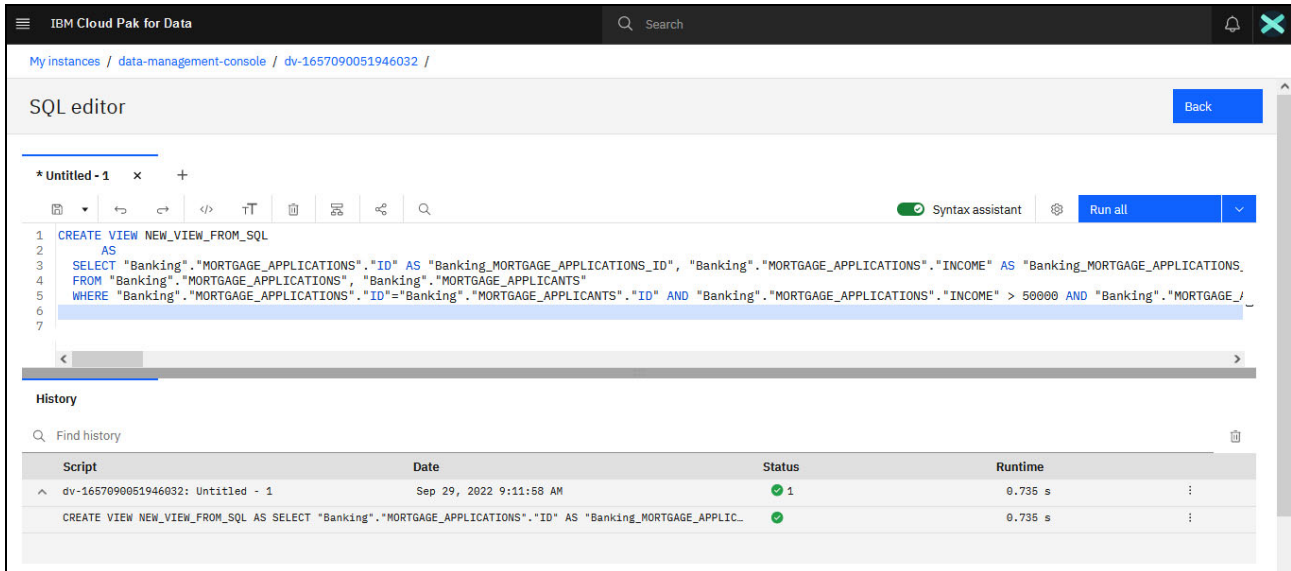 IBM Cloud Pak for Data
Search
My instances / data-management-console / dv-1657090051946032 /
SQL editor
Back
* Untitled - 1 × +
</> TT Syntax assistant Run all
1 CREATE VIEW NEW_VIEW_FROM_SQL
2 AS
3 SELECT "Banking"."MORTGAGE_APPLICATIONS"."ID" AS "Banking_MORTGAGE_APPLICATIONS_ID", "Banking"."MORTGAGE_APPLICATIONS"."INCOME" AS "Banking_MORTGAGE_APPLICATIONS_
4 FROM "Banking"."MORTGAGE_APPLICATIONS", "Banking"."MORTGAGE_APPLICANTS"
5 WHERE "Banking"."MORTGAGE_APPLICATIONS"."ID"="Banking"."MORTGAGE_APPLICANTS"."ID" AND "Banking"."MORTGAGE_APPLICATIONS"."INCOME" > 50000 AND "Banking"."MORTGAGE_
6
7
History
Find history
Script Date Status Runtime
dv-1657090051946032: Untitled - 1 Sep 29, 2022 9:11:58 AM 1 0.735 s
CREATE VIEW NEW_VIEW_FROM_SQL AS SELECT "Banking"."MORTGAGE_APPLICATIONS"."ID" AS "Banking_MORTGAGE_APPLIC… 0.735 s